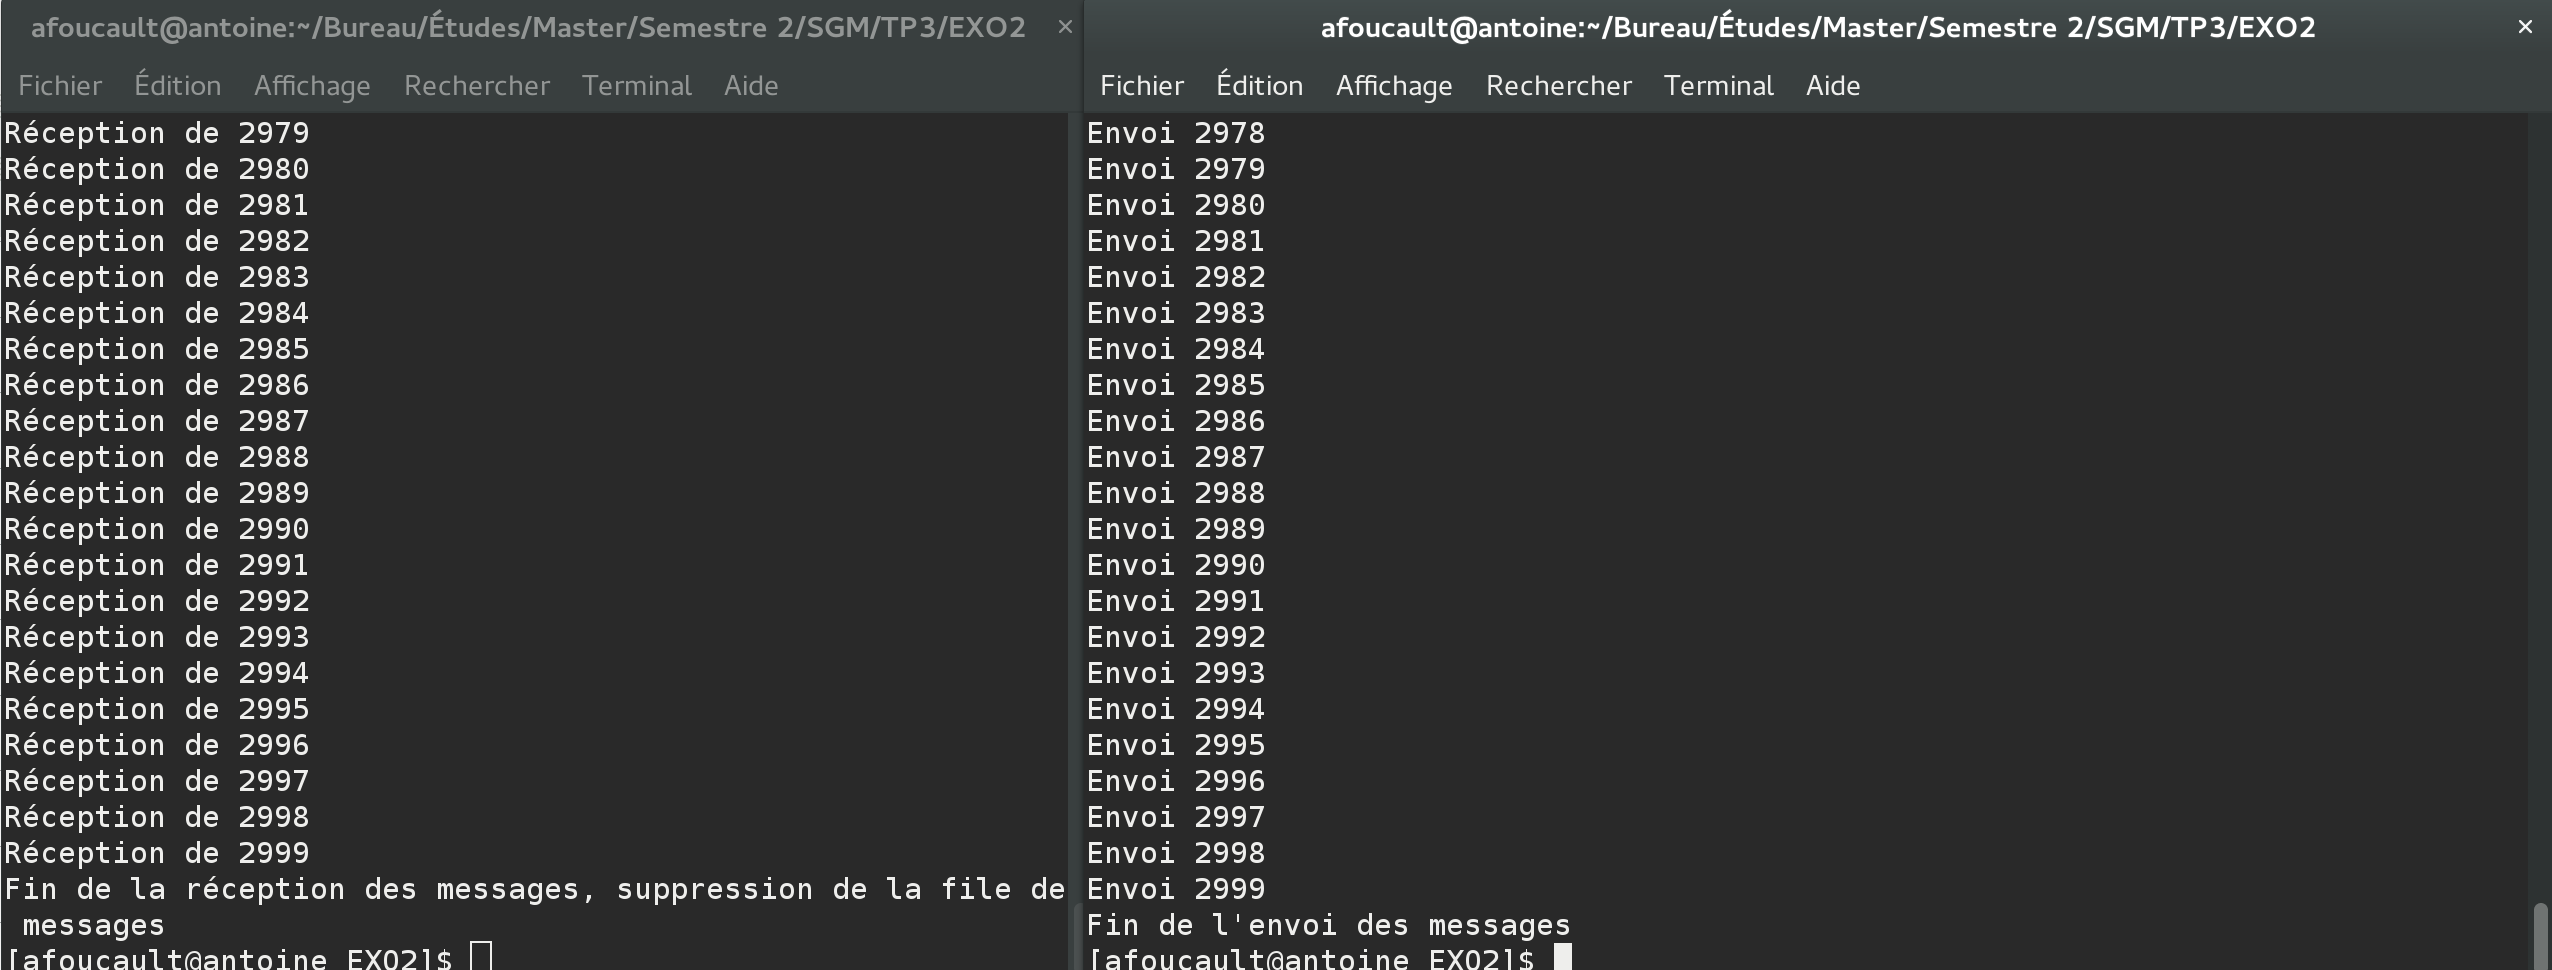 afoucault@antoine:~/Bureau/Études/Master/Semestre 2/SGM/TP3/EXO2 ×
Fichier Édition Affichage Rechercher Terminal Aide
Réception de 2979
Réception de 2980
Réception de 2981
Réception de 2982
Réception de 2983
Réception de 2984
Réception de 2985
Réception de 2986
Réception de 2987
Réception de 2988
Réception de 2989
Réception de 2990
Réception de 2991
Réception de 2992
Réception de 2993
Réception de 2994
Réception de 2995
Réception de 2996
Réception de 2997
Réception de 2998
Réception de 2999
Fin de la réception des messages, suppression de la file de
messages
[afoucault@antoine EXO2]$
afoucault@antoine:~/Bureau/Études/Master/Semestre 2/SGM/TP3/EXO2 ×
Fichier Édition Affichage Rechercher Terminal Aide
Envoi 2978
Envoi 2979
Envoi 2980
Envoi 2981
Envoi 2982
Envoi 2983
Envoi 2984
Envoi 2985
Envoi 2986
Envoi 2987
Envoi 2988
Envoi 2989
Envoi 2990
Envoi 2991
Envoi 2992
Envoi 2993
Envoi 2994
Envoi 2995
Envoi 2996
Envoi 2997
Envoi 2998
Envoi 2999
Fin de l'envoi des messages
[afoucault@antoine EXO2]$